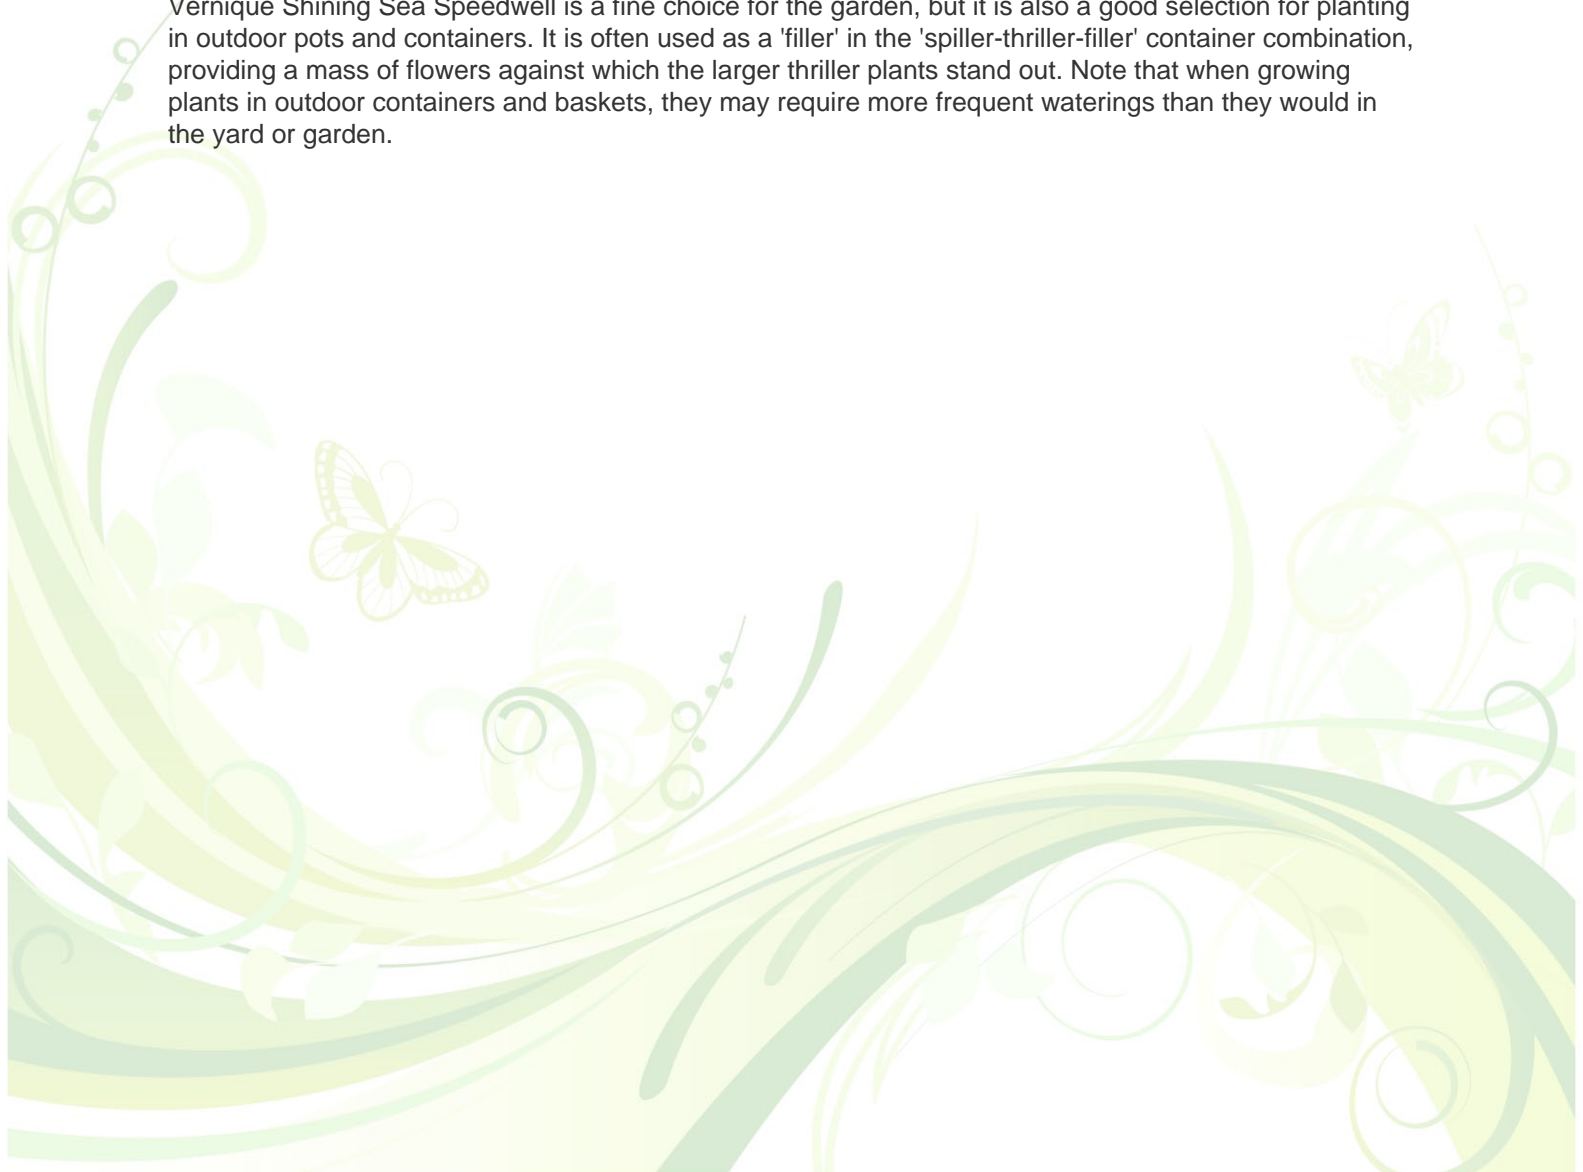 Vernique Shining Sea Speedwell is a fine choice for the garden, but it is also a good selection for planting
in outdoor pots and containers. It is often used as a 'filler' in the 'spiller-thriller-filler' container combination,
providing a mass of flowers against which the larger thriller plants stand out. Note that when growing
plants in outdoor containers and baskets, they may require more frequent waterings than they would in
the yard or garden.